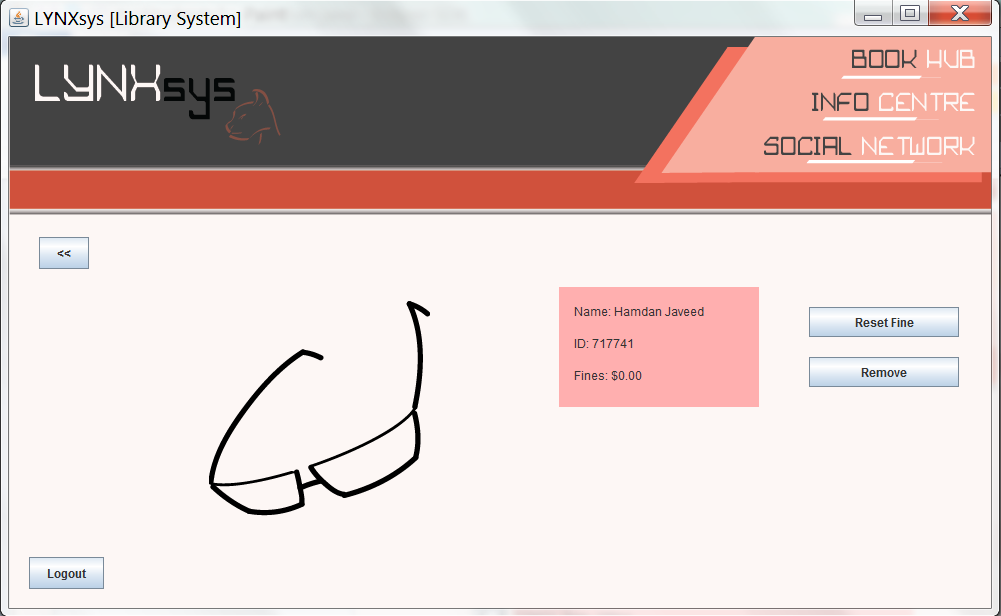 LYNXsys [Library System]
LYNXsys
BOOK HUB
INFO CENTRE
SOCIAL NETWORK
<<
Name: Hamdan Javeed
ID: 717741
Fines: $0.00
Reset Fine
Remove
Logout